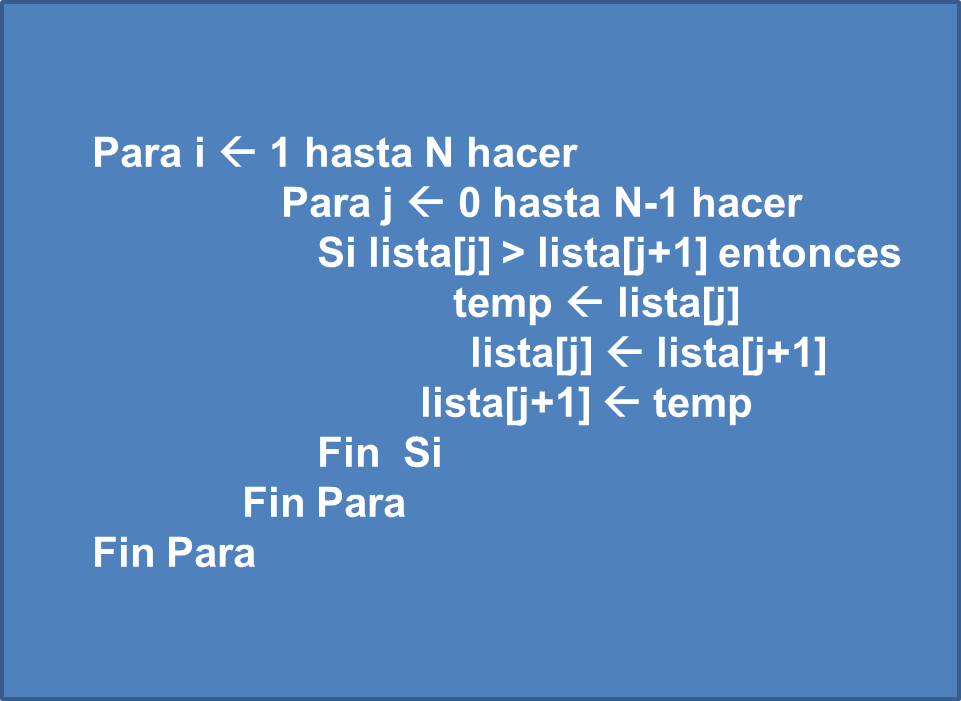 Para i ← 1 hasta N hacer
Para j ← 0 hasta N-1 hacer
Si lista[j] > lista[j+1] entonces
temp ← lista[j]
lista[j] ← lista[j+1]
lista[j+1] ← temp
Fin  Si
Fin Para
Fin Para